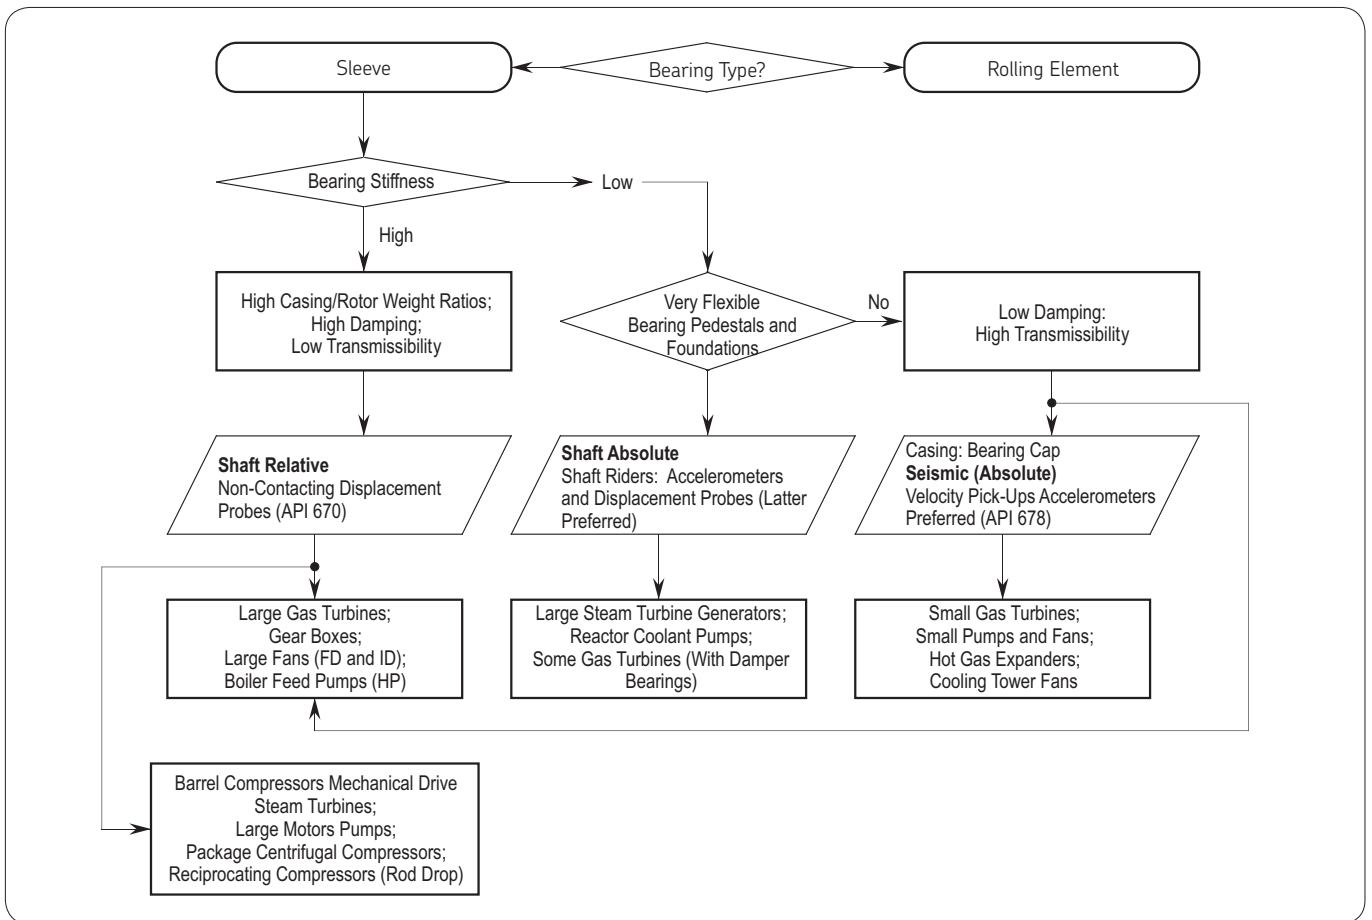 Sleeve
Bearing Type?
Rolling Element
Bearing Stiffness
Low
High
High Casing/Rotor Weight Ratios;
High Damping;
Low Transmissibility
Very Flexible
Bearing Pedestals and
Foundations
No
Low Damping:
High Transmissibility
Shaft Relative
Non-Contacting Displacement
Probes (API 670)
Shaft Absolute
Shaft Riders: Accelerometers
and Displacement Probes (Latter
Preferred)
Casing: Bearing Cap
Seismic (Absolute)
Velocity Pick-Ups Accelerometers
Preferred (API 678)
Large Gas Turbines;
Gear Boxes;
Large Fans (FD and ID);
Boiler Feed Pumps (HP)
Large Steam Turbine Generators;
Reactor Coolant Pumps;
Some Gas Turbines (With Damper
Bearings)
Small Gas Turbines;
Small Pumps and Fans;
Hot Gas Expanders;
Cooling Tower Fans
Barrel Compressors Mechanical Drive
Steam Turbines;
Large Motors Pumps;
Package Centrifugal Compressors;
Reciprocating Compressors (Rod Drop)